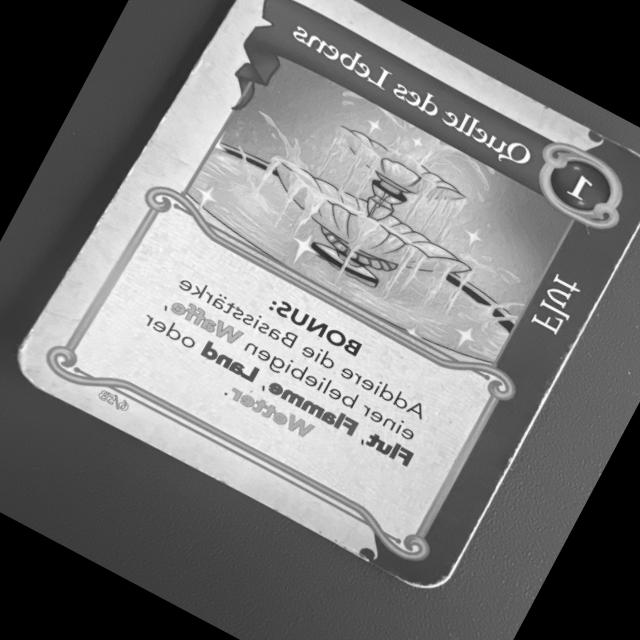 Quelle des Lebens
1
Flut
BONUS:
Addiere die Basisstärke
einer beliebigen Waffe,
Flut, Flamme, Land oder
Wetter.